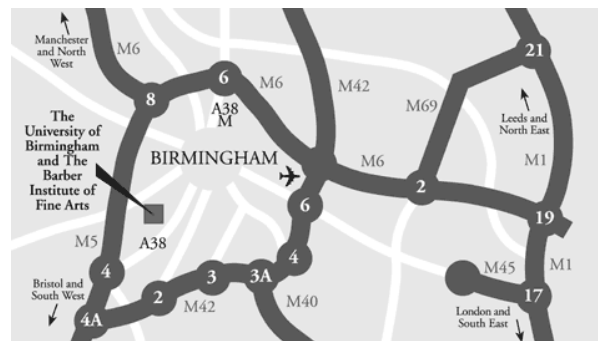 Manchester
and North
West
M6
8
6
A38
M
M6
M42
21
M69
Leeds and
North East
M1
The
University of
Birmingham
and The
Barber
Institute of
Fine Arts
BIRMINGHAM
M6
2
19
6
A38
M5
4
4
3A
3
2
M42
4A
M40
Bristol and
South West
M45
M1
17
London and
South East